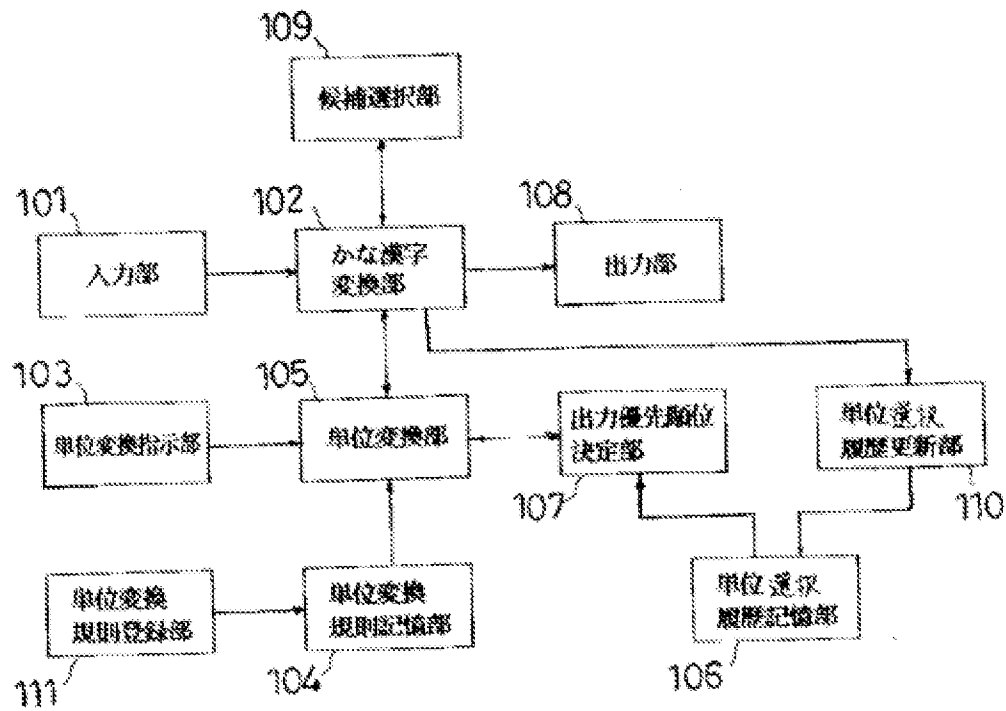 109
候補選択部
101
入力部
102
かな漢字
変換部
108
出力部
103
単位変換指示部
105
単位変換部
出力優先順位
決定部
107
単位選択
履歴更新部
110
単位変換
規則登録部
111
単位変換
規則記憶部
104
単位選択
履歴記憶部
106